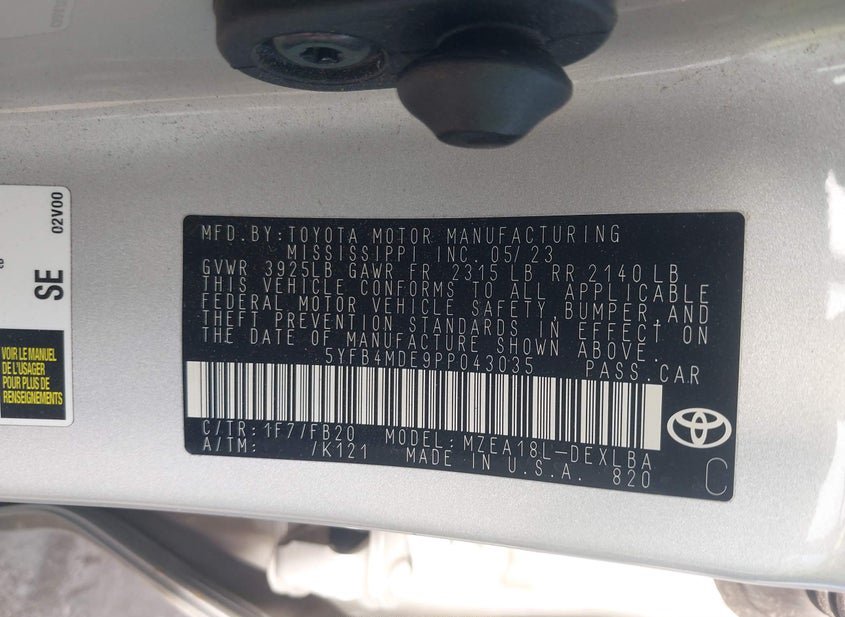 MFD.BY:TOYOTA MOTOR MANUFACTURING
MISSISSIPPI INC. 05/23
GVWR 3925LB GAWR FR 2315 LB RR 2140 LB
THIS VEHICLE CONFORMS TO ALL APPLICABLE
FEDERAL MOTOR VEHICLE SAFETY, BUMPER, AND
THEFT PREVENTION STANDARDS IN EFFECT ON
THE DATE OF MANUFACTURE SHOWN ABOVE.
5YFB4MDE9PP043035 PASS.CAR
C/TR:1F7/FB20 MODEL:MZEA18L-DEXLBA
A/TM: /K121 MADE IN U.S.A. 820
C
SE
02V00
VOIR LE MANUEL
DE L'USAGER
POUR PLUS DE
RENSEIGNEMENTS